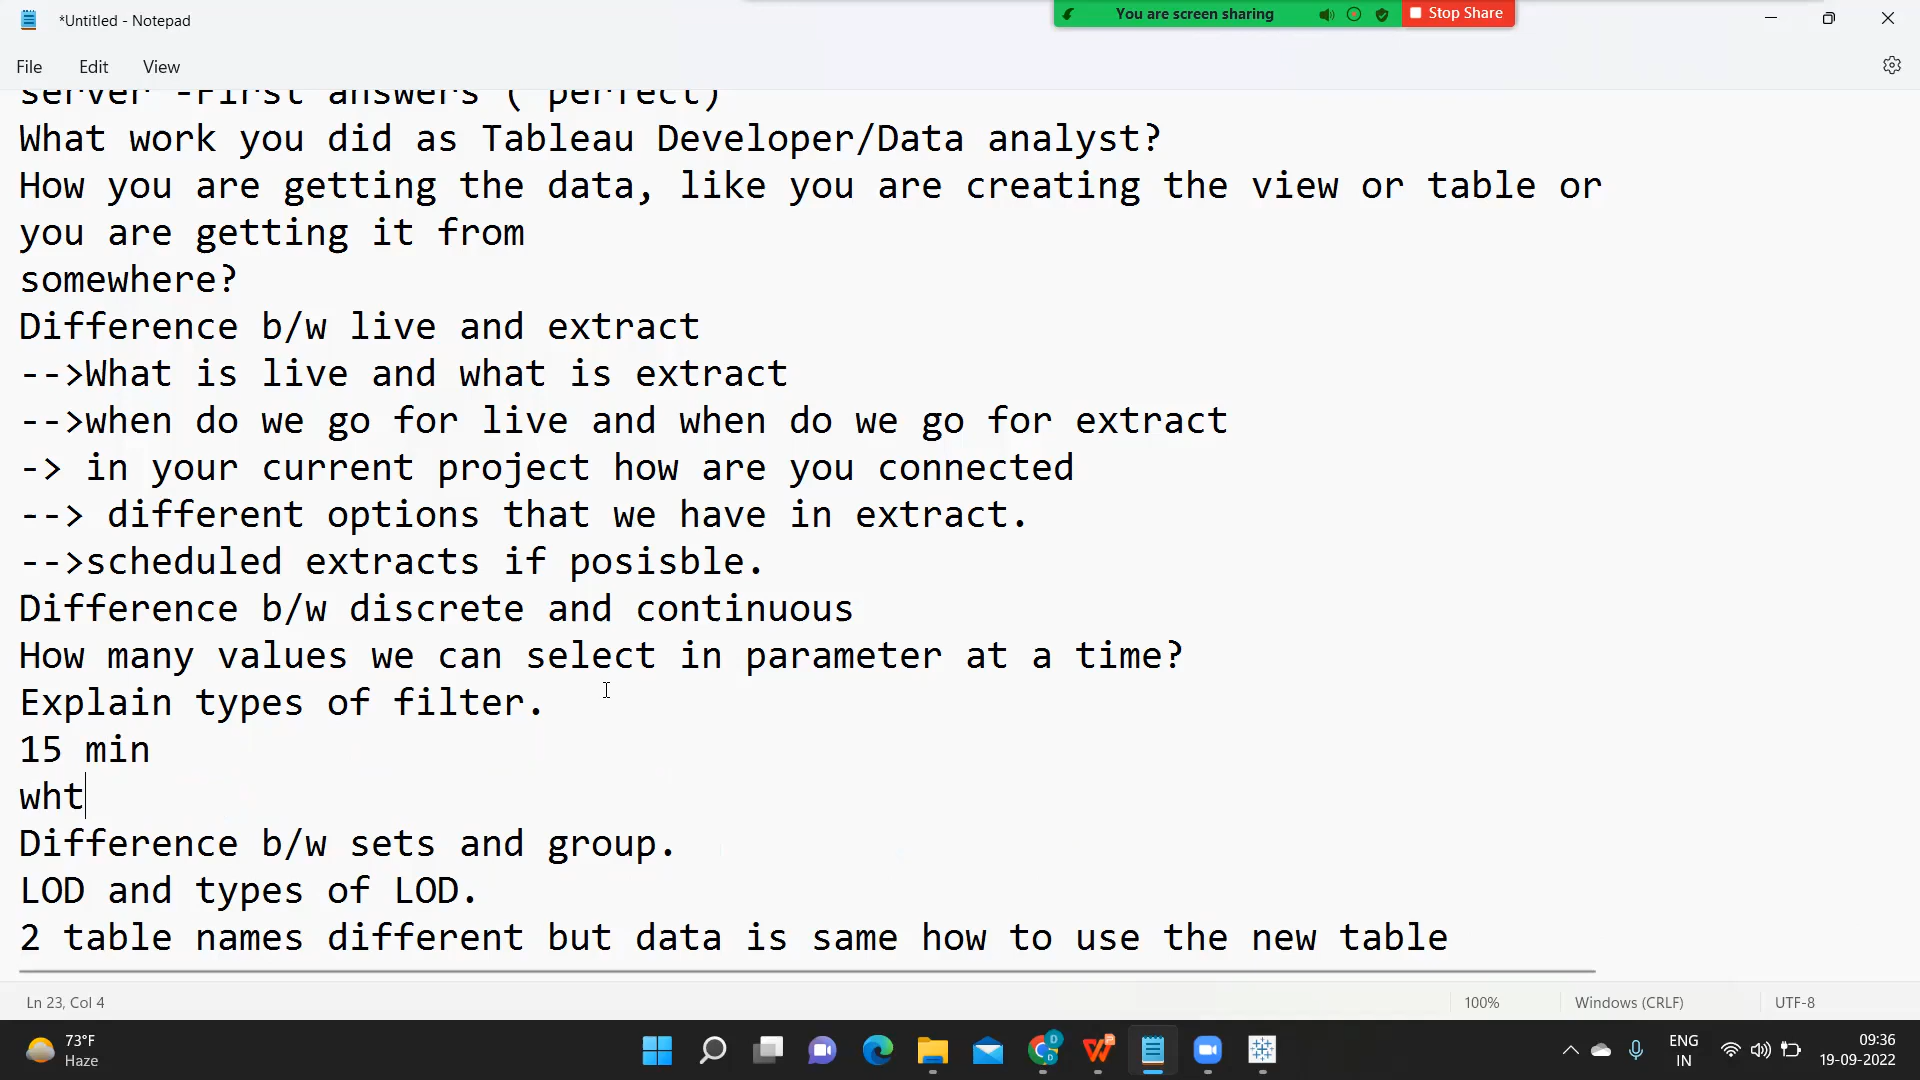 *Untitled - Notepad
You are screen sharing
Stop Share
File Edit View
server -First answers ( perfect)
What work you did as Tableau Developer/Data analyst?
How you are getting the data, like you are creating the view or table or
you are getting it from
somewhere?
Difference b/w live and extract
-->What is live and what is extract
-->when do we go for live and when do we go for extract
-> in your current project how are you connected
--> different options that we have in extract.
-->scheduled extracts if posisble.
Difference b/w discrete and continuous
How many values we can select in parameter at a time?
Explain types of filter.
15 min
wht
Difference b/w sets and group.
LOD and types of LOD.
2 table names different but data is same how to use the new table
Ln 23, Col 4
100%
Windows (CRLF)
UTF-8
73°F
Haze
ENG
IN
09:36
19-09-2022